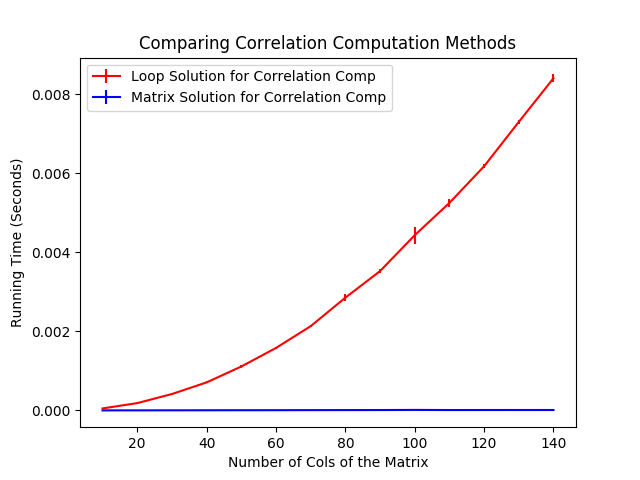 Comparing Correlation Computation Methods
Loop Solution for Correlation Comp
Matrix Solution for Correlation Comp
Running Time (Seconds)
0.008
0.006
0.004
0.002
0.000
20 40 60 80 100 120 140
Number of Cols of the Matrix